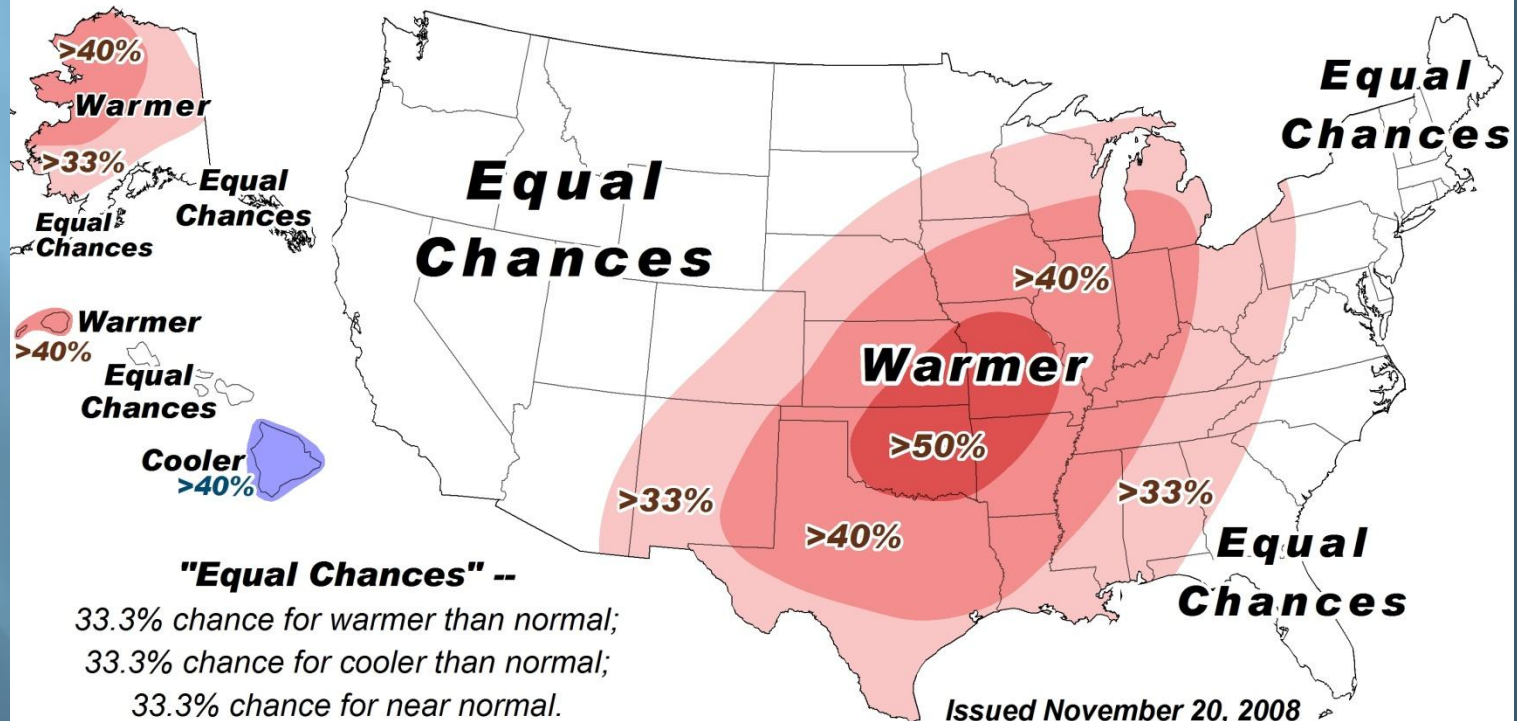 >40%
Warmer
>33%
Equal
Chances
Equal
Chances
Warmer
>40%
Equal
Chances
Cooler
>40%
Equal
Chances
Equal
Chances
>40%
Warmer
>50%
>33%
>40%
>33%
Equal
Chances
"Equal Chances" --
33.3% chance for warmer than normal;
33.3% chance for cooler than normal;
33.3% chance for near normal.
Issued November 20, 2008